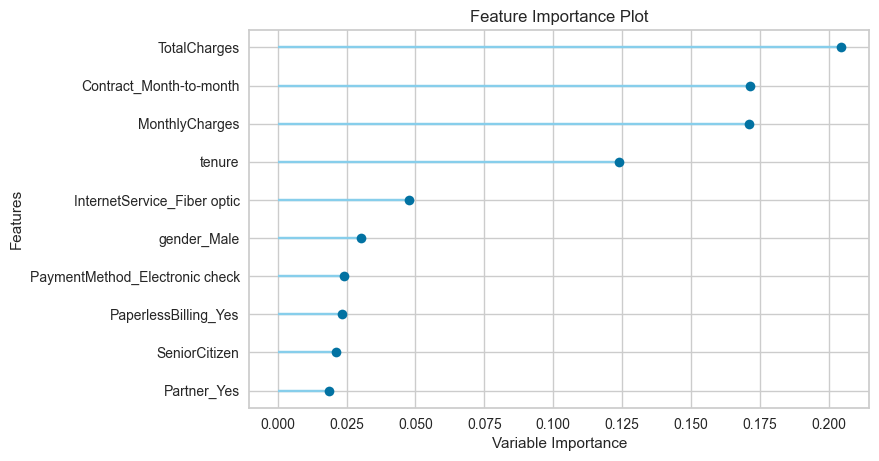 Feature Importance Plot
Features
TotalCharges
Contract_Month-to-month
MonthlyCharges
tenure
InternetService_Fiber optic
gender_Male
PaymentMethod_Electronic check
PaperlessBilling_Yes
SeniorCitizen
Partner_Yes
0.000 0.025 0.050 0.075 0.100 0.125 0.150 0.175 0.200
Variable Importance